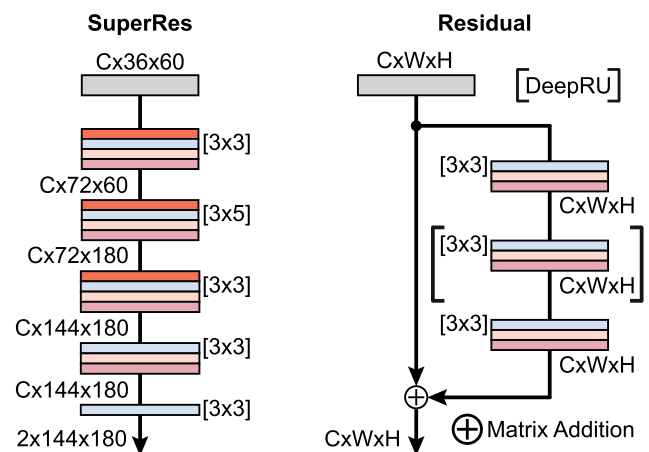 SuperRes
Cx36x60
[3x3]
Cx72x60
[3x5]
Cx72x180
[3x3]
Cx144x180
[3x3]
Cx144x180
[3x3]
2x144x180
Residual
CxWxH
[DeepRU]
[3x3]
CxWxH
[3x3]
CxWxH
[3x3]
CxWxH
CxWxH
Matrix Addition